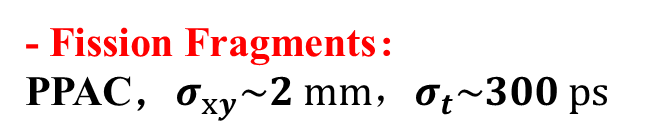 - Fission Fragments:
PPAC，σxy~2 mm，σt~300 ps